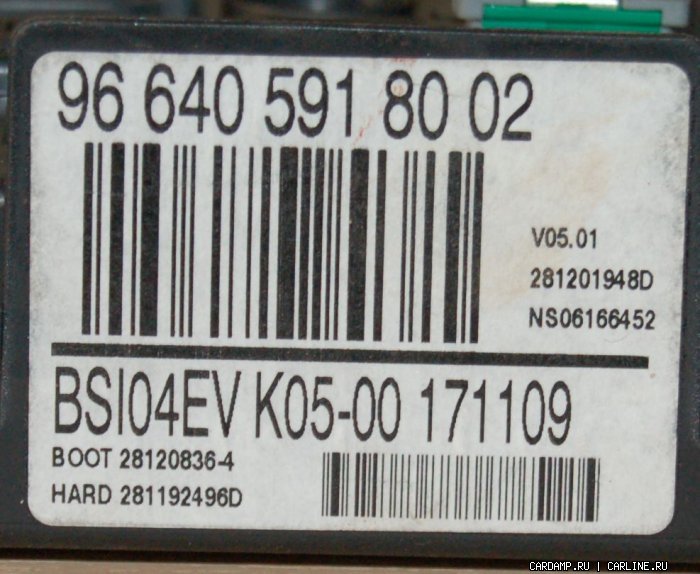 96 640 591 80 02
V05.01
281201948D
NS06166452
BSI04EV K05-00 171109
BOOT 28120836-4
HARD 281192496D
CARDAMP.RU | CARLINE.RU